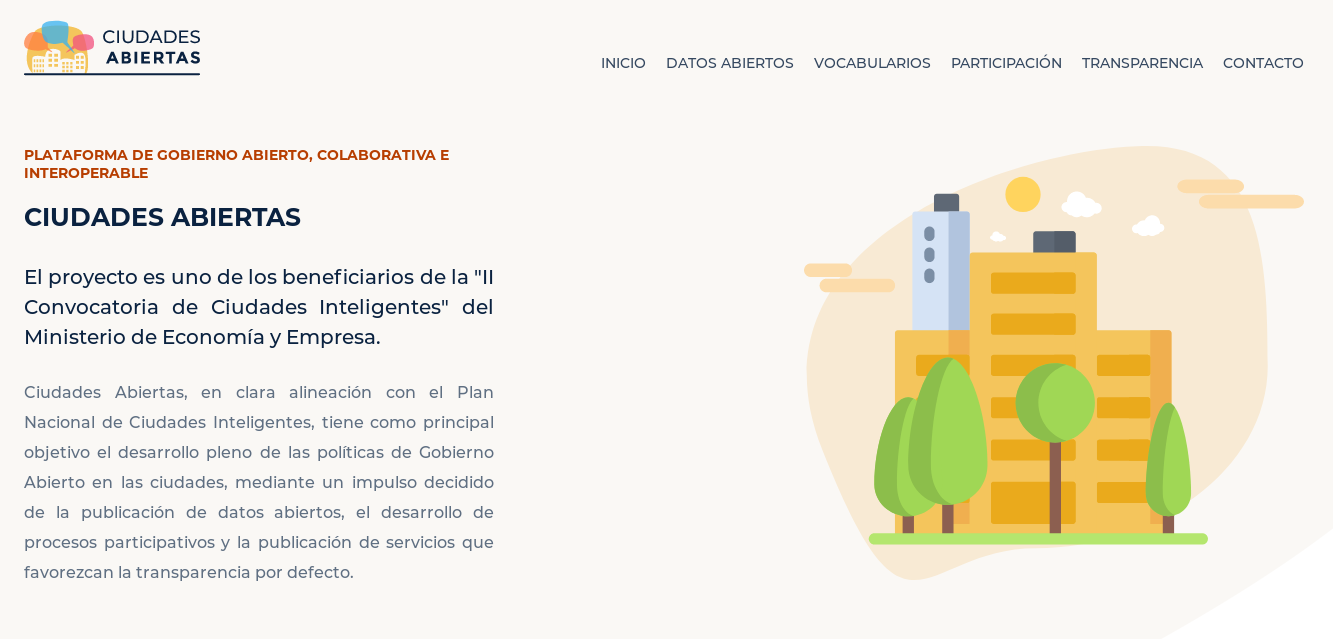 CIUDADES
ABIERTAS
INICIO DATOS ABIERTOS VOCABULARIOS PARTICIPACIÓN TRANSPARENCIA CONTACTO
PLATAFORMA DE GOBIERNO ABIERTO, COLABORATIVA E
INTEROPERABLE
CIUDADES ABIERTAS
El proyecto es uno de los beneficiarios de la "II
Convocatoria de Ciudades Inteligentes" del
Ministerio de Economía y Empresa.
Ciudades Abiertas, en clara alineación con el Plan
Nacional de Ciudades Inteligentes, tiene como principal
objetivo el desarrollo pleno de las políticas de Gobierno
Abierto en las ciudades, mediante un impulso decidido
de la publicación de datos abiertos, el desarrollo de
procesos participativos y la publicación de servicios que
favorezcan la transparencia por defecto.